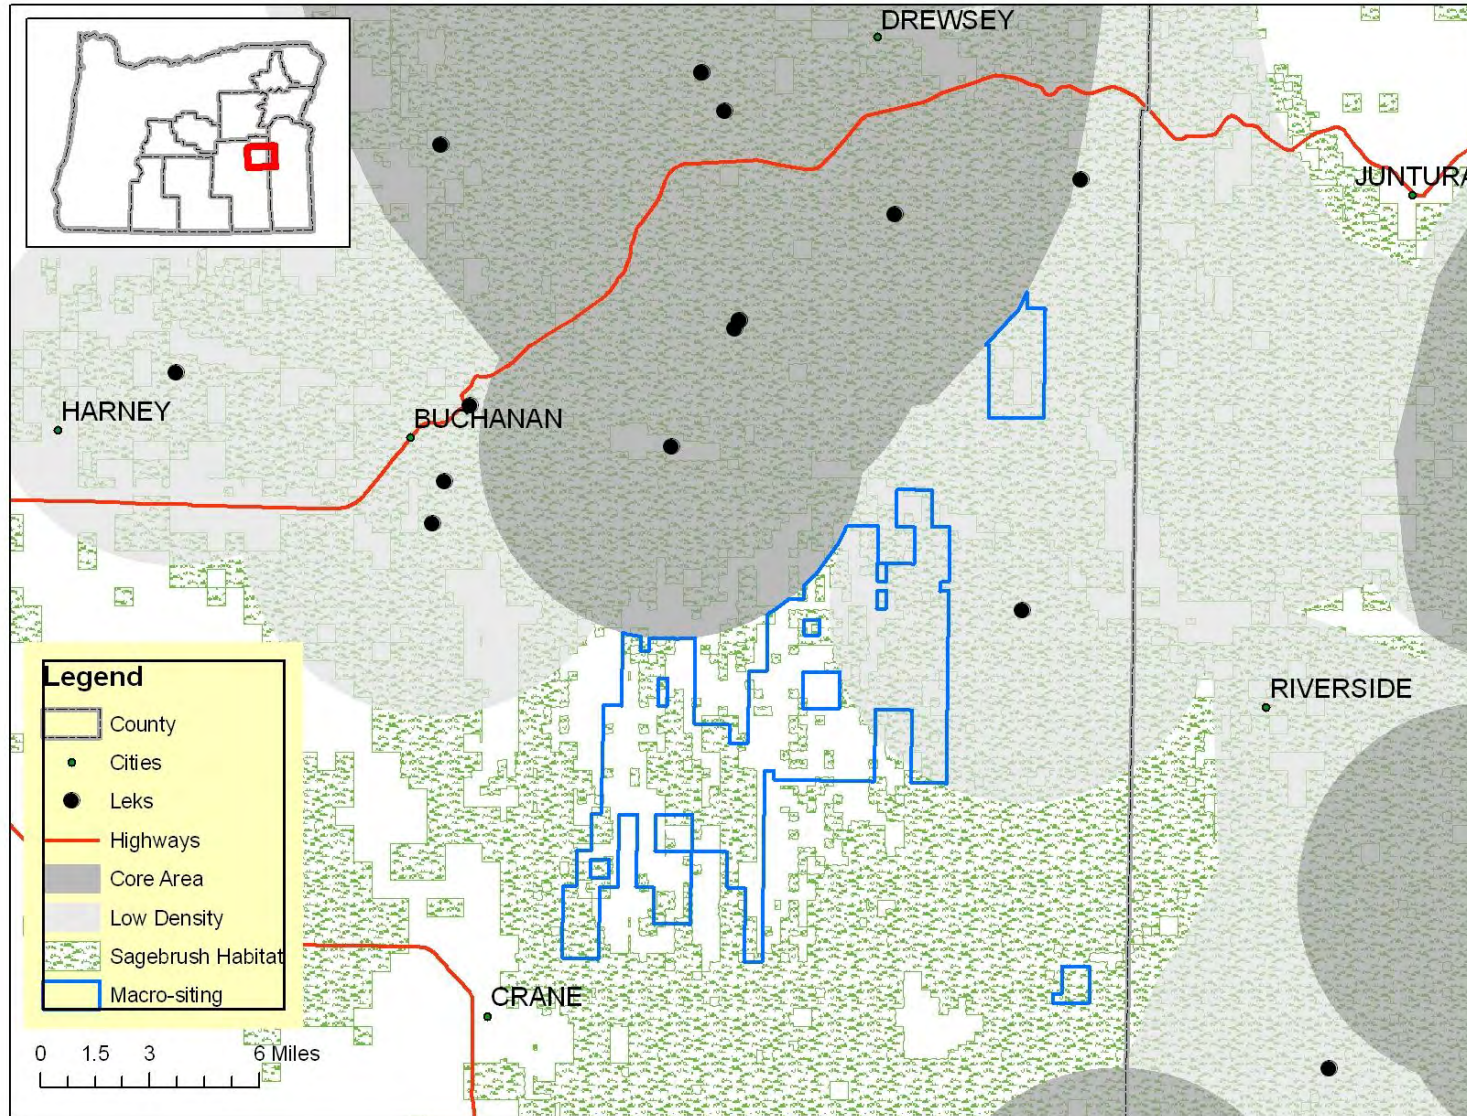 DREWSEY
JUNTURA
HARNEY
BUCHANAN
RIVERSIDE
Legend
County
Cities
Leks
Highways
Core Area
Low Density
Sagebrush Habitat
Macro-siting
CRANE
0 1.5 3 6 Miles